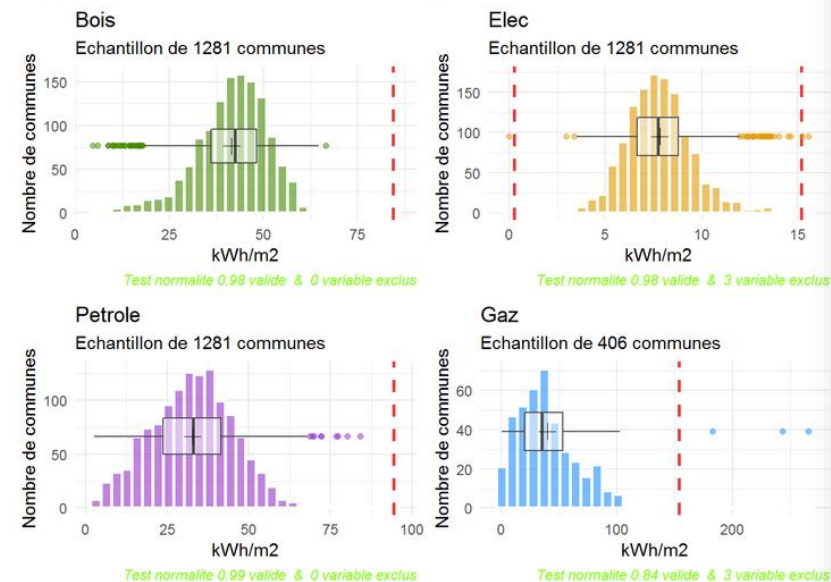 Bois
Echantillon de 1281 communes
Nombre de communes
150
100
50
0
0 25 50 75
kWh/m2
Test normalite 0.98 valide & 0 variable exclus
Elec
Echantillon de 1281 communes
Nombre de communes
150
100
50
0
0 5 10 15
kWh/m2
Test normalite 0.98 valide & 3 variable exclus
Petrole
Echantillon de 1281 communes
Nombre de communes
100
50
0
0 25 50 75 100
kWh/m2
Test normalite 0.99 valide & 0 variable exclus
Gaz
Echantillon de 406 communes
Nombre de communes
60
40
20
0
0 100 200
kWh/m2
Test normalite 0.84 valide & 3 variable exclus